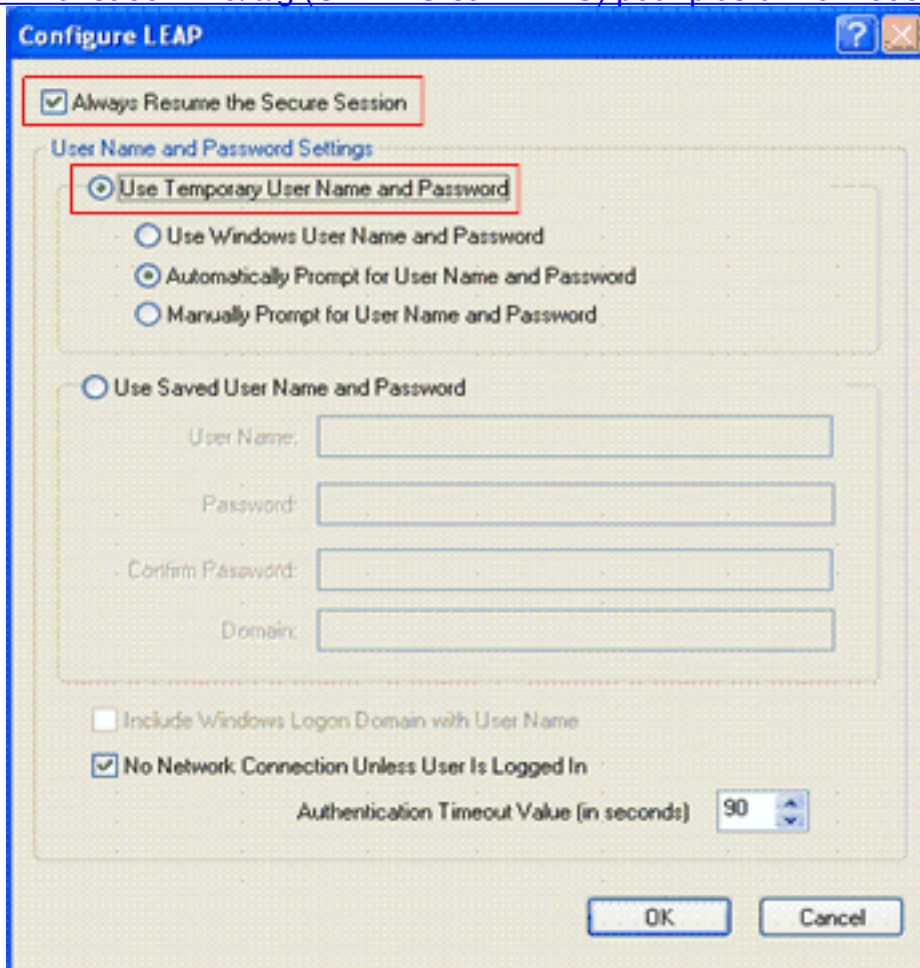 Configure LEAP
Always Resume the Secure Session
User Name and Password Settings
Use Temporary User Name and Password
Use Windows User Name and Password
Automatically Prompt for User Name and Password
Manually Prompt for User Name and Password
Use Saved User Name and Password
User Name:
Password:
Confirm Password:
Domain:
Include Windows Logon Domain with User Name
No Network Connection Unless User Is Logged In
Authentication Timeout Value (in seconds) 90
OK Cancel